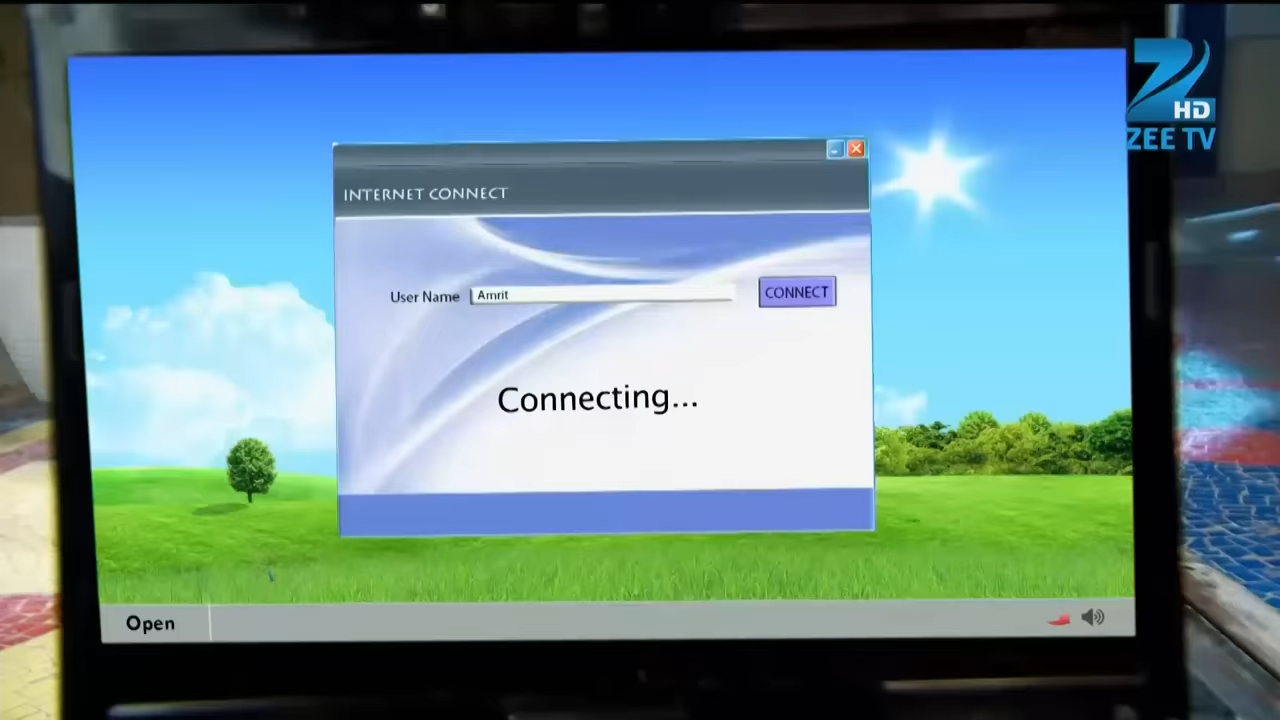 HD
ZEE TV
INTERNET CONNECT
User Name Amrit CONNECT
Connecting...
Open